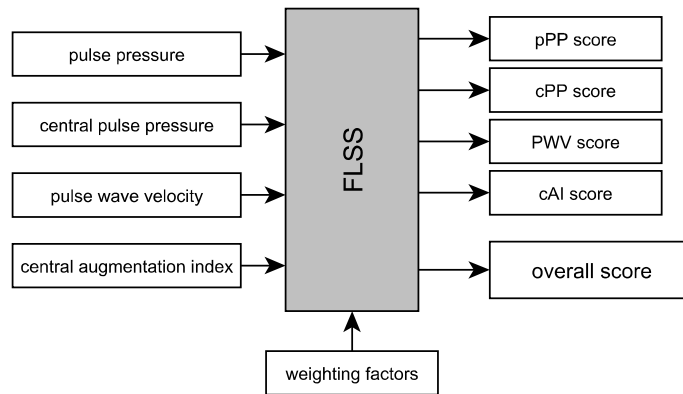 pulse pressure
central pulse pressure
pulse wave velocity
central augmentation index
FLSS
weighting factors
pPP score
cPP score
PWV score
cAI score
overall score